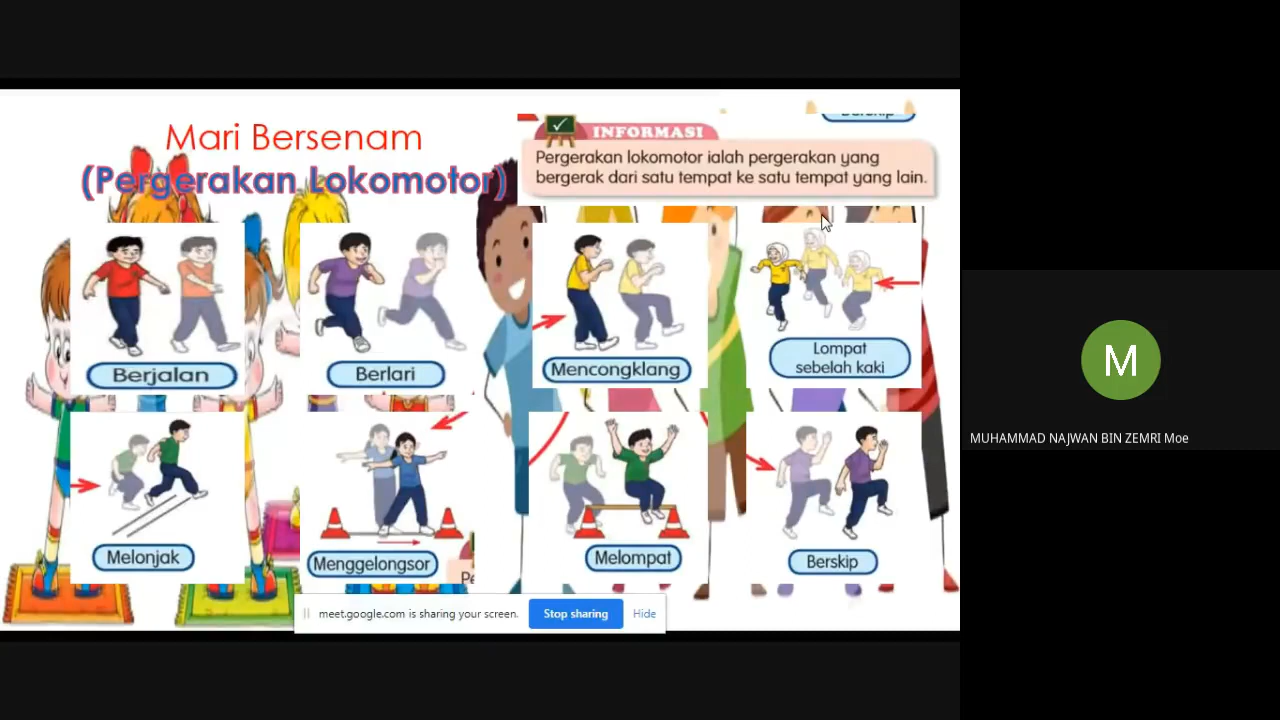 Mari Bersenam
(Pergerakan Lokomotor)
Berskip
INFORMASI
Pergerakan lokomotor ialah pergerakan yang
bergerak dari satu tempat ke satu tempat yang lain.
Berjalan
Berlari
Mencongklang
Lompat
sebelah kaki
Melonjak
Menggelongsor
Pe
Melompat
Berskip
meet.google.com is sharing your screen.
Stop sharing
Hide
M
MUHAMMAD NAJWAN BIN ZEMRI Moe